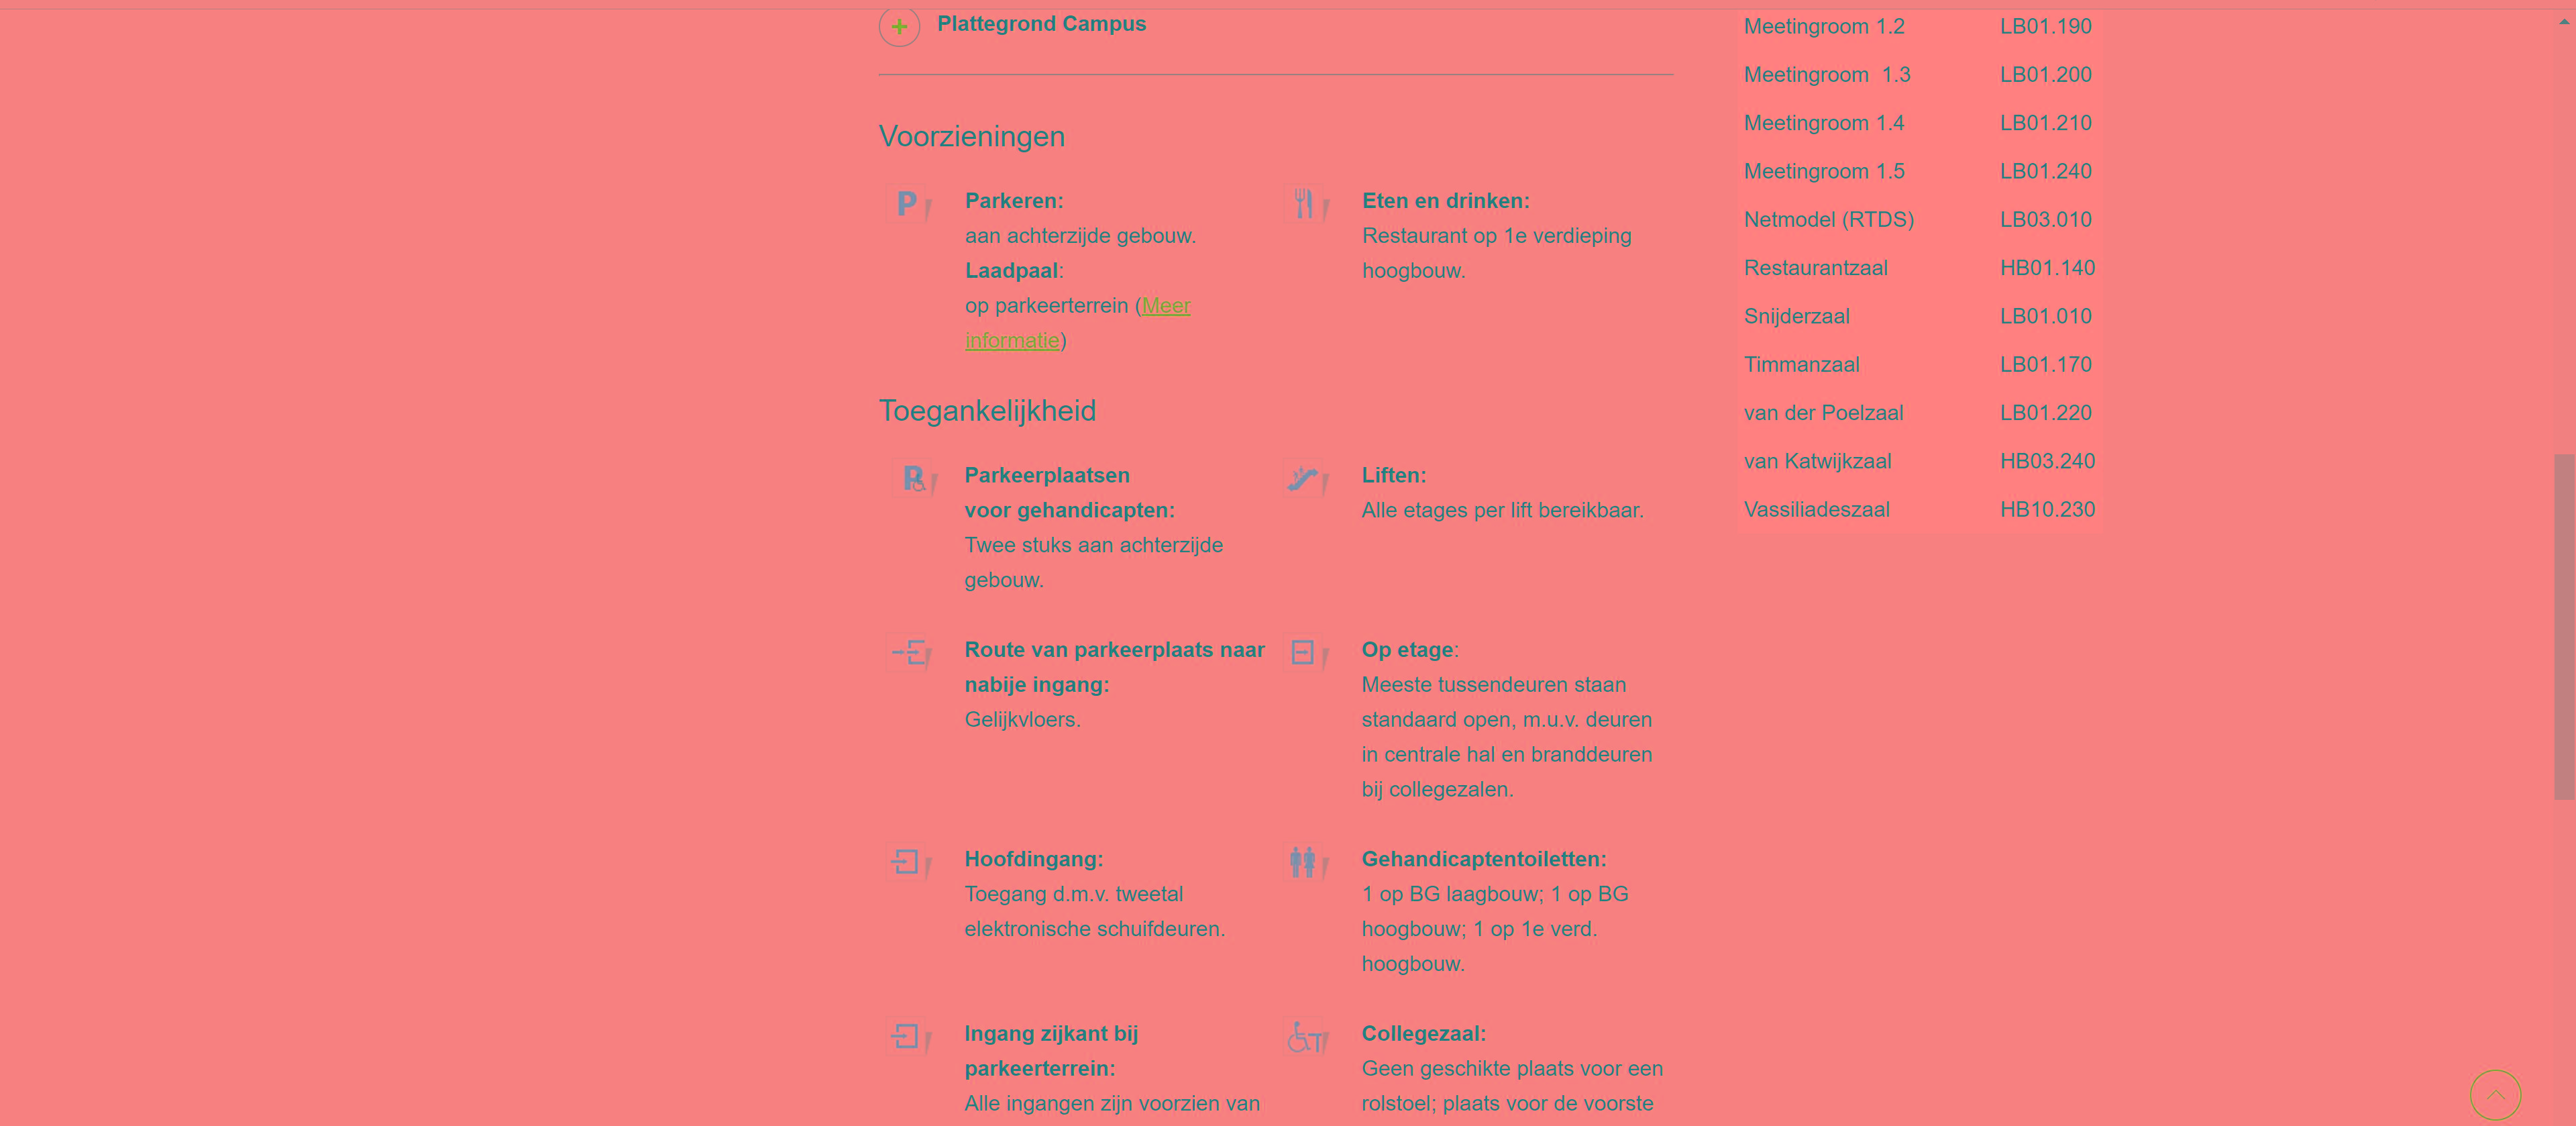 Plattegrond Campus
Voorzieningen
Parkeren:
aan achterzijde gebouw.
Laadpaal:
op parkeerterrein (Meer
informatie)
Eten en drinken:
Restaurant op 1e verdieping
hoogbouw.
Toegankelijkheid
Parkeerplaatsen
voor gehandicapten:
Twee stuks aan achterzijde
gebouw.
Liften:
Alle etages per lift bereikbaar.
Route van parkeerplaats naar
nabije ingang:
Gelijkvloers.
Op etage:
Meeste tussendeuren staan
standaard open, m.u.v. deuren
in centrale hal en branddeuren
bij collegezalen.
Hoofdingang:
Toegang d.m.v. tweetal
elektronische schuifdeuren.
Gehandicaptentoiletten:
1 op BG laagbouw; 1 op BG
hoogbouw; 1 op 1e verd.
hoogbouw.
Ingang zijkant bij
parkeerterrein:
Alle ingangen zijn voorzien van
Collegezaal:
Geen geschikte plaats voor een
rolstoel; plaats voor de voorste
Meetingroom 1.2 LB01.190
Meetingroom 1.3 LB01.200
Meetingroom 1.4 LB01.210
Meetingroom 1.5 LB01.240
Netmodel (RTDS) LB03.010
Restaurantzaal HB01.140
Snijderzaal LB01.010
Timmanzaal LB01.170
van der Poelzaal LB01.220
van Katwijkzaal HB03.240
Vassiliadeszaal HB10.230